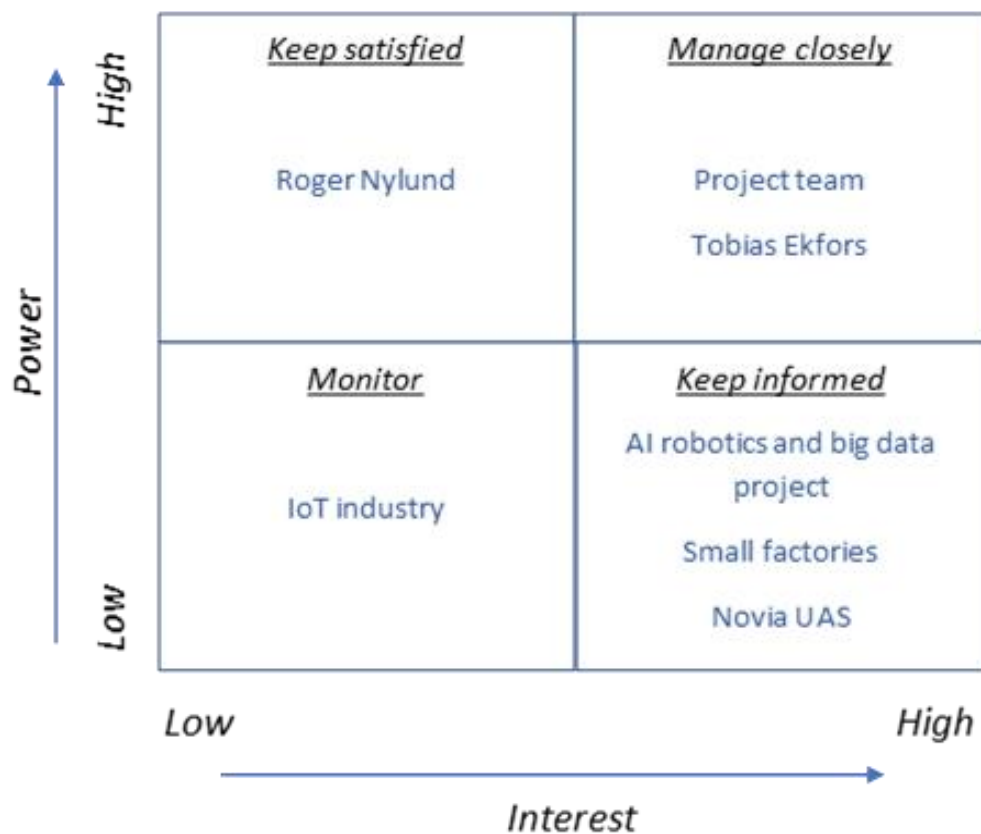 High
Power
Low
Keep satisfied
Roger Nylund
Manage closely
Project team
Tobias Ekfors
Monitor
IoT industry
Keep informed
AI robotics and big data
project
Small factories
Novia UAS
Low
High
Interest